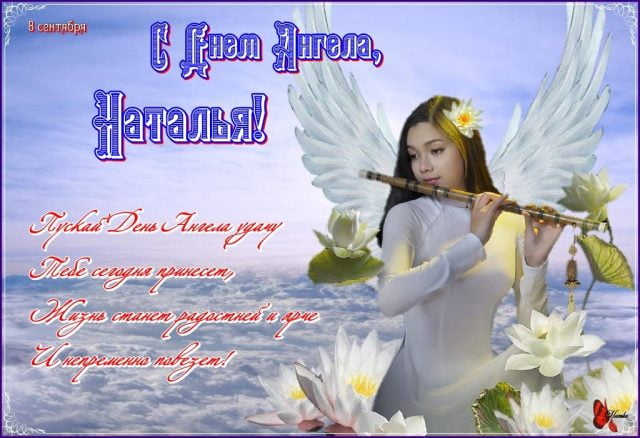 8 сентября
С Днем Ангела,
Наталья!
Пускай День Ангела удачу
Тебе сегодня принесет,
Жизнь станет радостней и ярче
И непременно повезет!